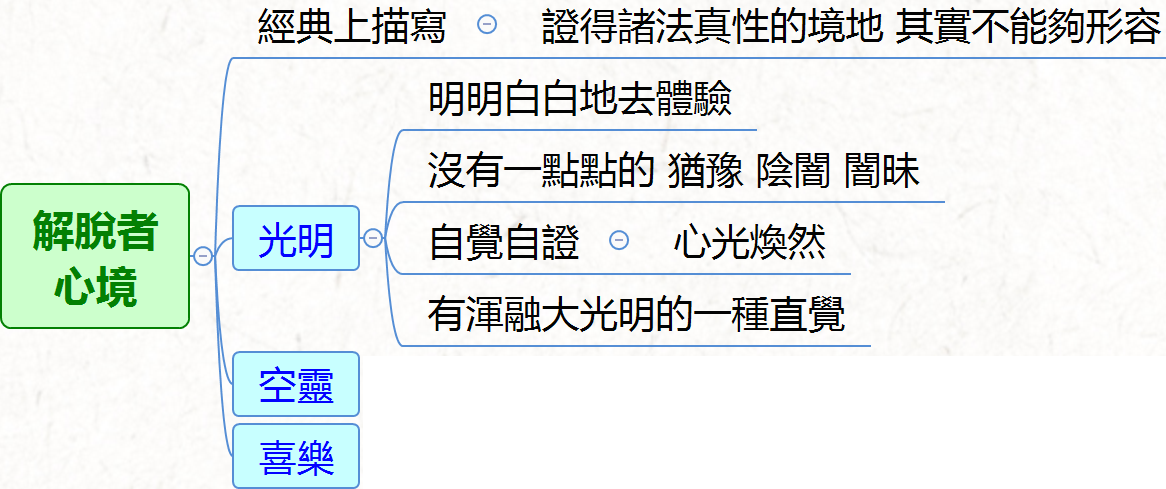 經典上描寫 證得諸法真性的境地 其實不能夠形容
明明白白地去體驗
沒有一點點的 猶豫 陰闇 闇昧
解脫者
心境
光明
自覺自證 心光煥然
有渾融大光明的一種直覺
空靈
喜樂